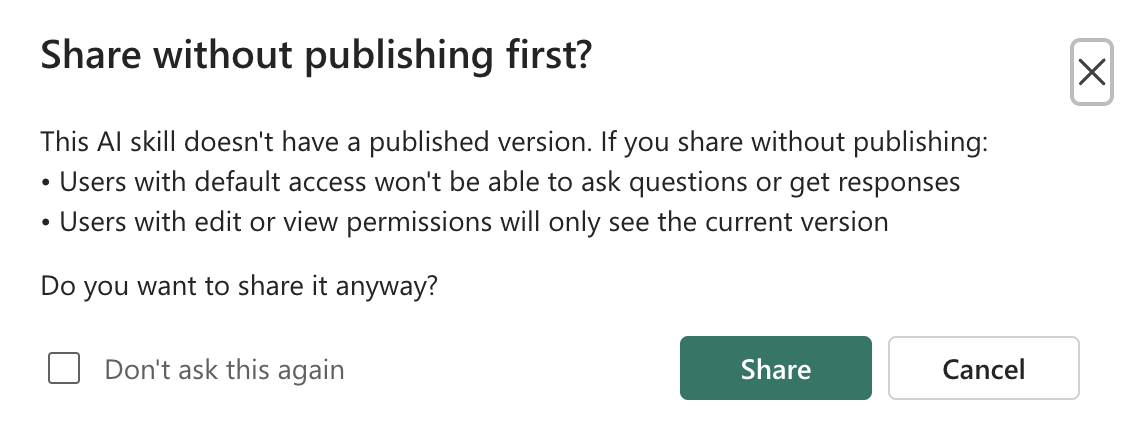 Share without publishing first?
This AI skill doesn't have a published version. If you share without publishing:
• Users with default access won't be able to ask questions or get responses
• Users with edit or view permissions will only see the current version
Do you want to share it anyway?
Don't ask this again
Share
Cancel